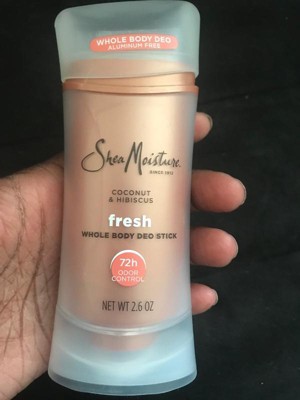 WHOLE BODY DEO
ALUMINUM FREE
SheaMoisture
SINCE 1912
COCONUT
& HIBISCUS
fresh
WHOLE BODY DEO STICK
72h
ODOR
CONTROL
NET WT 2.6 OZ